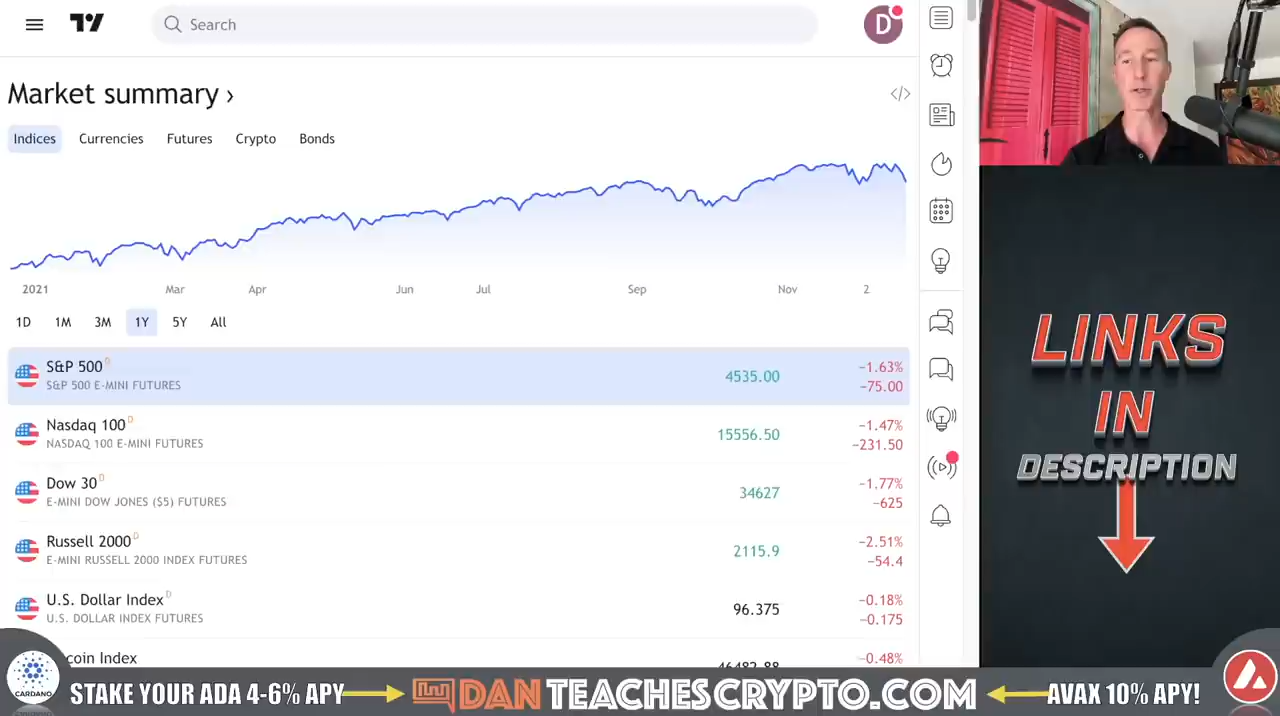 Search
D
Market summary ›
Indices Currencies Futures Crypto Bonds
2021 Mar Apr Jun Jul Sep Nov 2
1D 1M 3M 1Y 5Y All
S&P 500 D
S&P 500 E-MINI FUTURES
4535.00
−1.63%
−75.00
Nasdaq 100 D
NASDAQ 100 E-MINI FUTURES
15556.50
−1.47%
−231.50
Dow 30 D
E-MINI DOW JONES ($5) FUTURES
34627
−1.77%
−625
Russell 2000 D
E-MINI RUSSELL 2000 INDEX FUTURES
2115.9
−2.51%
−54.4
U.S. Dollar Index D
U.S. DOLLAR INDEX FUTURES
96.375
−0.18%
−0.175
coin Index
46482.88
−0.48%
LINKS
IN
DESCRIPTION
CARDANO
STAKE YOUR ADA 4-6% APY
DANTEACHESCRYPTO.COM
AVAX 10% APY!